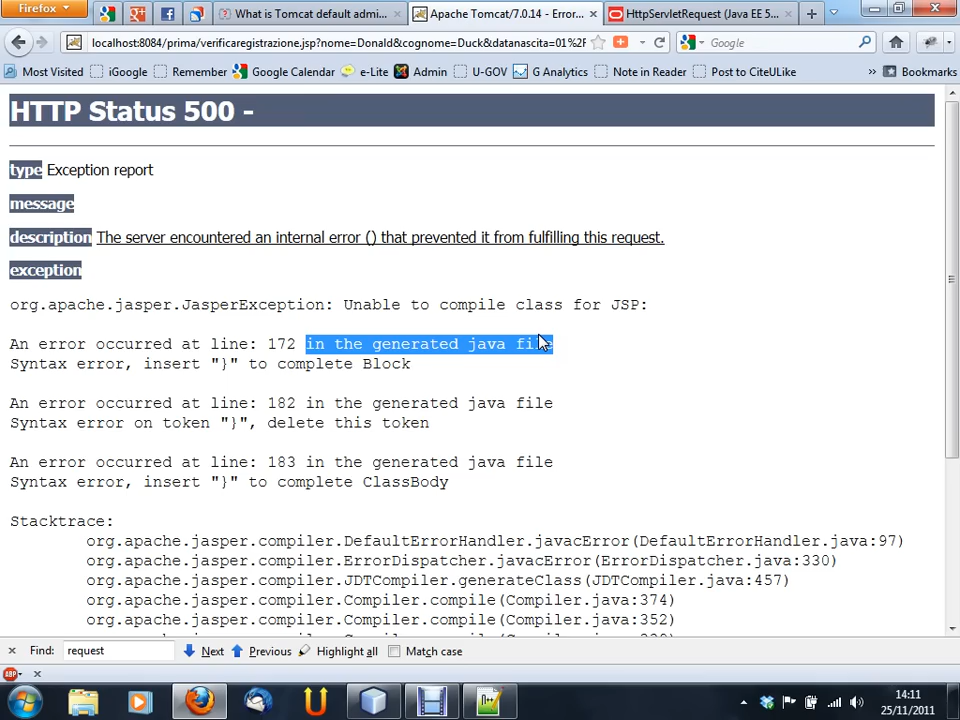 Firefox
What is Tomcat default admi...
Apache Tomcat/7.0.14 - Error...
HttpServletRequest (Java EE 5...
localhost:8084/prima/verificaregistrazione.jsp?nome=Donald&cognome=Duck&datanascita=01%2F
Google
Most Visited
iGoogle
Remember
Google Calendar
e-Lite
Admin
U-GOV
G Analytics
Note in Reader
Post to CiteULike
»
Bookmarks
HTTP Status 500 -
type Exception report
message
description The server encountered an internal error () that prevented it from fulfilling this request.
exception
org.apache.jasper.JasperException: Unable to compile class for JSP:
An error occurred at line: 172 in the generated java file
Syntax error, insert "}" to complete Block
An error occurred at line: 182 in the generated java file
Syntax error on token "}", delete this token
An error occurred at line: 183 in the generated java file
Syntax error, insert "}" to complete ClassBody
Stacktrace:
org.apache.jasper.compiler.DefaultErrorHandler.javacError(DefaultErrorHandler.java:97)
org.apache.jasper.compiler.ErrorDispatcher.javacError(ErrorDispatcher.java:330)
org.apache.jasper.compiler.JDTCompiler.generateClass(JDTCompiler.java:457)
org.apache.jasper.compiler.Compiler.compile(Compiler.java:374)
org.apache.jasper.compiler.Compiler.compile(Compiler.java:352)
Find: request
Next
Previous
Highlight all
Match case
ABP
14:11
25/11/2011